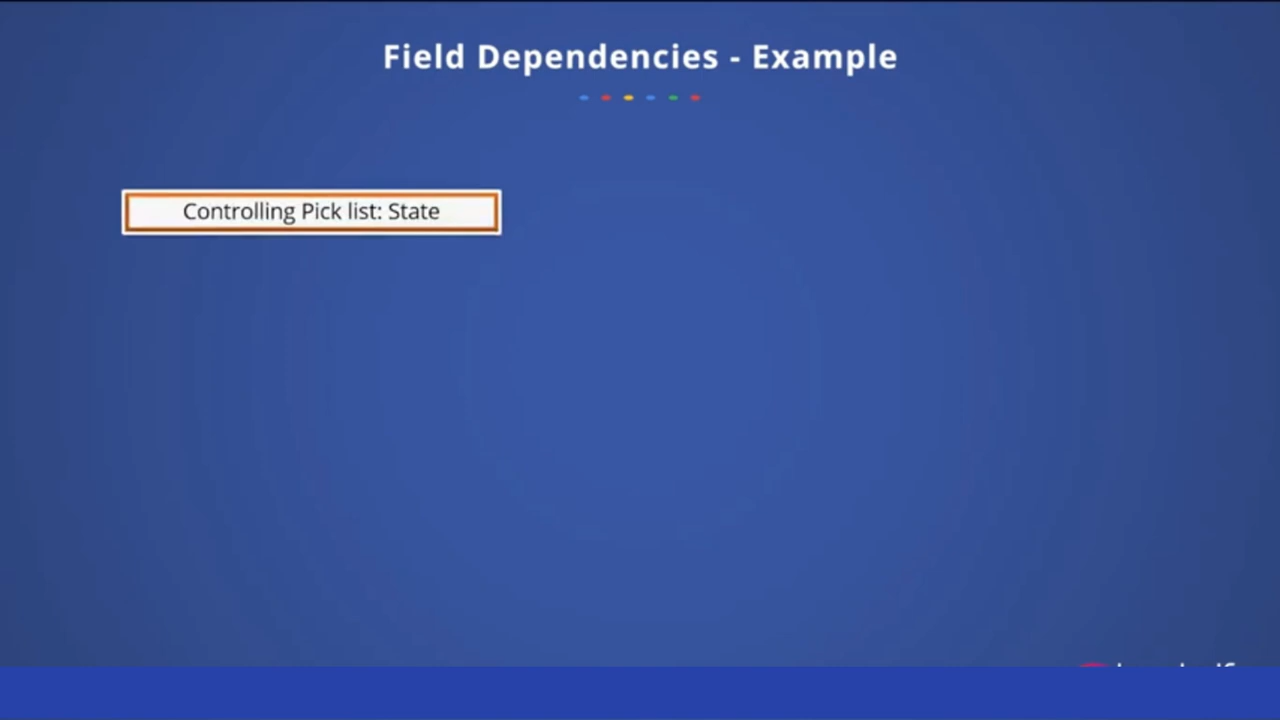 Field Dependencies - Example
Controlling Pick list: State